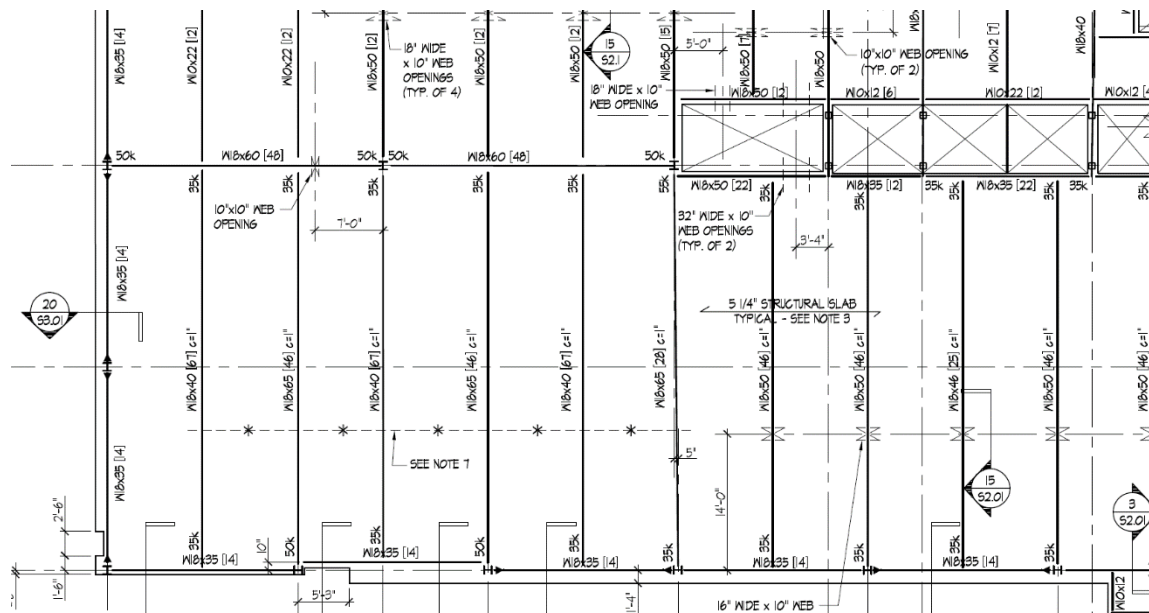 W18x35 [14]
W10x22 [12]
W10x22 [12]
W18x50 [12]
W18x50 [12]
W18x50 [12]
W18x50 [15]
W18x50 [7]
W18x50
W10x12 [7]
W18x40
18" WIDE
x 10" WEB
OPENINGS
(TYP. OF 4)
15
S2.1
5'-0"
10"x10" WEB OPENING
(TYP. OF 2)
18" WIDE x 10"
WEB OPENING
W18x50 [12]
W10x12 [6]
W10x22 [12]
W10x12 [4
50k
W18x60 [48]
50k
50k
W18x60 [48]
50k
35k
35k
35k
35k
35k
35k
W18x50 [22]
35k
W18x35 [12]
35k
35k
W18x35 [22]
35k
35k
10"x10" WEB
OPENING
7'-0"
32" WIDE x 10"
WEB OPENINGS
(TYP. OF 2)
3'-4"
W18x35 [14]
20
S3.01
5 1/4" STRUCTURAL SLAB
TYPICAL - SEE NOTE 3
W18x40 [67] c=1"
W18x65 [46] c=1"
W18x40 [67] c=1"
W18x65 [46] c=1"
W18x40 [67] c=1"
W18x65 [28] c=1"
W18x50 [46] c=1"
W18x50 [46] c=1"
W18x46 [25] c=1"
W18x50 [46] c=1"
W18x35 [14]
SEE NOTE 7
5"
14'-0"
15
S2.01
3
S2.01
2'-6"
1'-6"
35k
50k
35k
50k
35k
35k
35k
35k
35k
35k
W18x35 [14]
10"
W18x35 [14]
W18x35 [14]
W18x35 [14]
5'-3"
1'-4"
16" WIDE x 10" WEB
W10x12